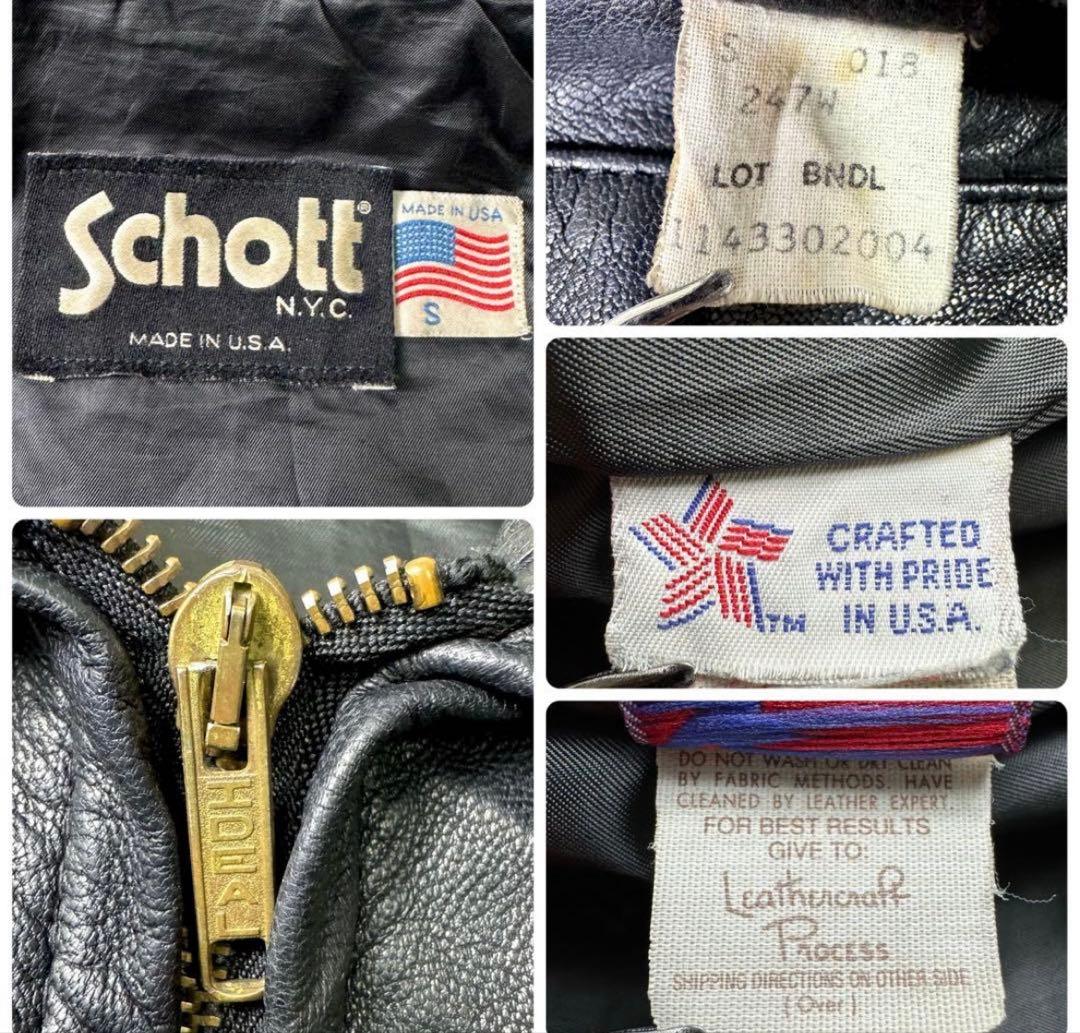 Schott®
N.Y.C.
MADE IN U.S.A.
MADE IN USA
S
S 018
247W
LOT BNDL
1143302004
IDEAL
CRAFTED
WITH PRIDE
TM IN U.S.A.
DO NOT WASH OR DRY CLEAN
BY FABRIC METHODS. HAVE
CLEANED BY LEATHER EXPERT.
FOR BEST RESULTS
GIVE TO:
Leathercraft
Process
SHIPPING DIRECTIONS ON OTHER SIDE
(Over)